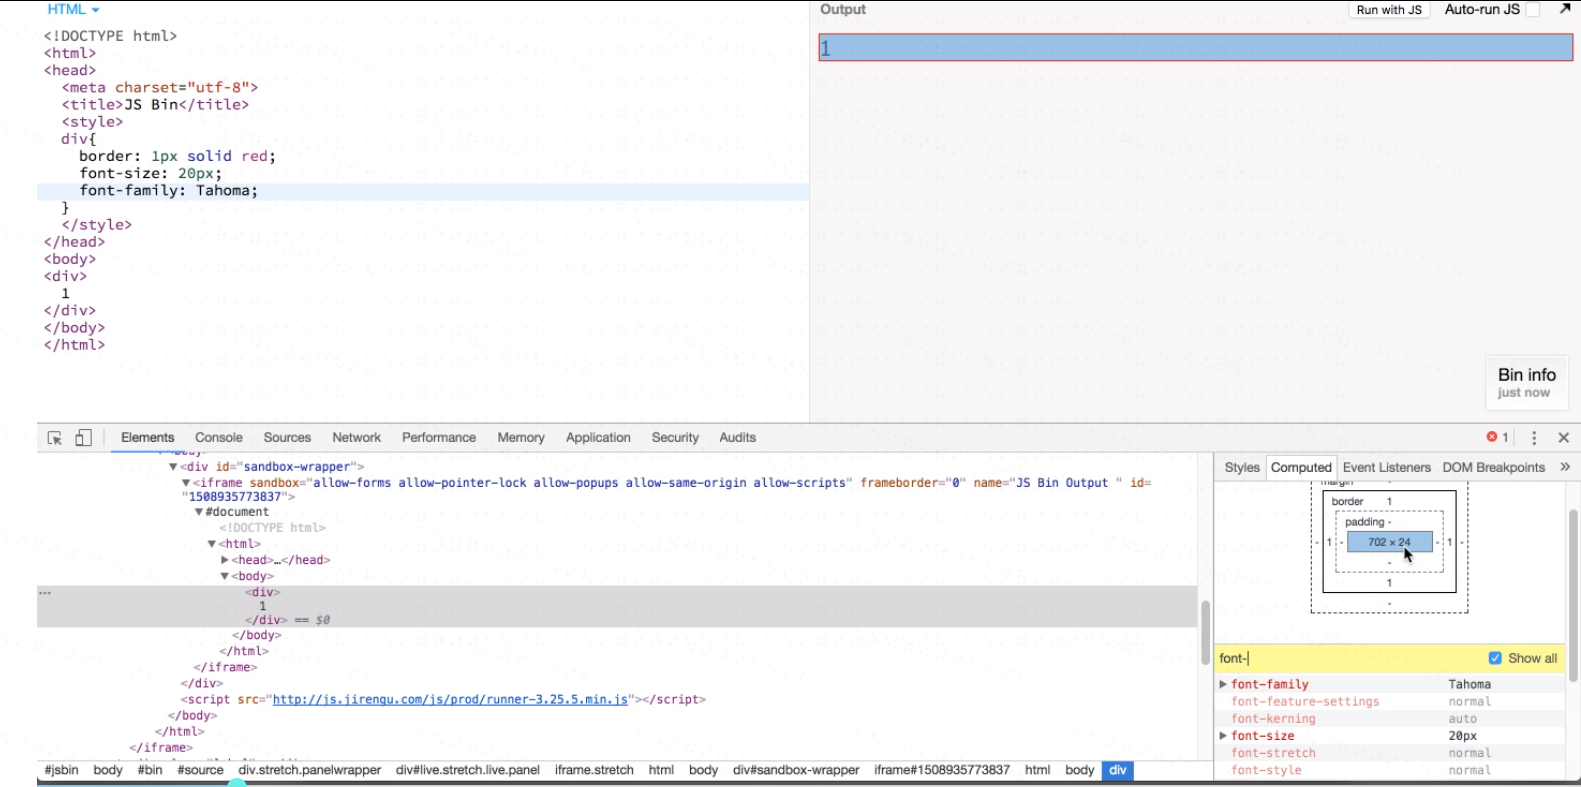 HTML
Output
Run with JS
Auto-run JS
<!DOCTYPE html>
<html>
<head>
<meta charset="utf-8">
<title>JS Bin</title>
<style>
div{
border: 1px solid red;
font-size: 20px;
font-family: Tahoma;
}
</style>
</head>
<body>
<div>
1
</div>
</body>
</html>
1
Bin info
just now
Elements Console Sources Network Performance Memory Application Security Audits
1
<div id="sandbox-wrapper">
<iframe sandbox="allow-forms allow-pointer-lock allow-popups allow-same-origin allow-scripts" frameborder="0" name="JS Bin Output " id=
"1508935773837">
#document
<!DOCTYPE html>
<html>
<head>…</head>
<body>
<div>
1
</div> == $0
</body>
</html>
</iframe>
</div>
<script src="http://js.jirengu.com/js/prod/runner-3.25.5.min.js"></script>
</body>
</html>
</iframe>
#jsbin body #bin #source div.stretch.panelwrapper div#live.stretch.live.panel iframe.stretch html body div#sandbox-wrapper iframe#1508935773837 html body div
Styles Computed Event Listeners DOM Breakpoints »
margin -
border 1
padding -
- 1 - 702 × 24 - 1 -
-
1
-
font-
Show all
font-family Tahoma
font-feature-settings normal
font-kerning auto
font-size 20px
font-stretch normal
font-style normal